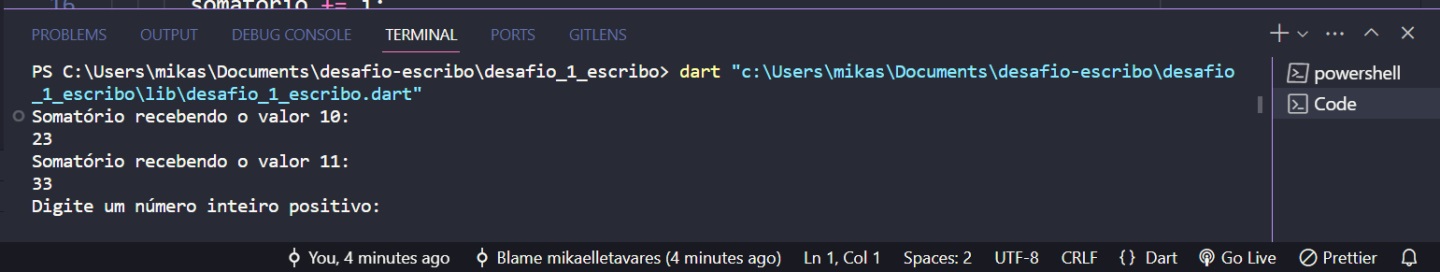 16 somatorio += i;
PROBLEMS OUTPUT DEBUG CONSOLE TERMINAL PORTS GITLENS
PS C:\Users\mikas\Documents\desafio-escribo\desafio_1_escribo> dart "c:\Users\mikas\Documents\desafio-escribo\desafio
_1_escribo\lib\desafio_1_escribo.dart"
Somatório recebendo o valor 10:
23
Somatório recebendo o valor 11:
33
Digite um número inteiro positivo:
powershell
Code
You, 4 minutes ago Blame mikaelletavares (4 minutes ago) Ln 1, Col 1 Spaces: 2 UTF-8 CRLF {} Dart Go Live Prettier